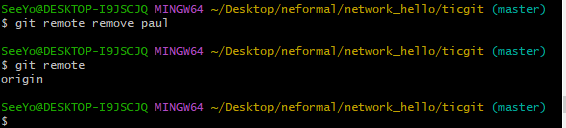 SeeYo@DESKTOP-I9JSCJQ MINGW64 ~/Desktop/neformal/network_hello/ticgit (master)
$ git remote remove paul
SeeYo@DESKTOP-I9JSCJQ MINGW64 ~/Desktop/neformal/network_hello/ticgit (master)
$ git remote
origin
SeeYo@DESKTOP-I9JSCJQ MINGW64 ~/Desktop/neformal/network_hello/ticgit (master)
$